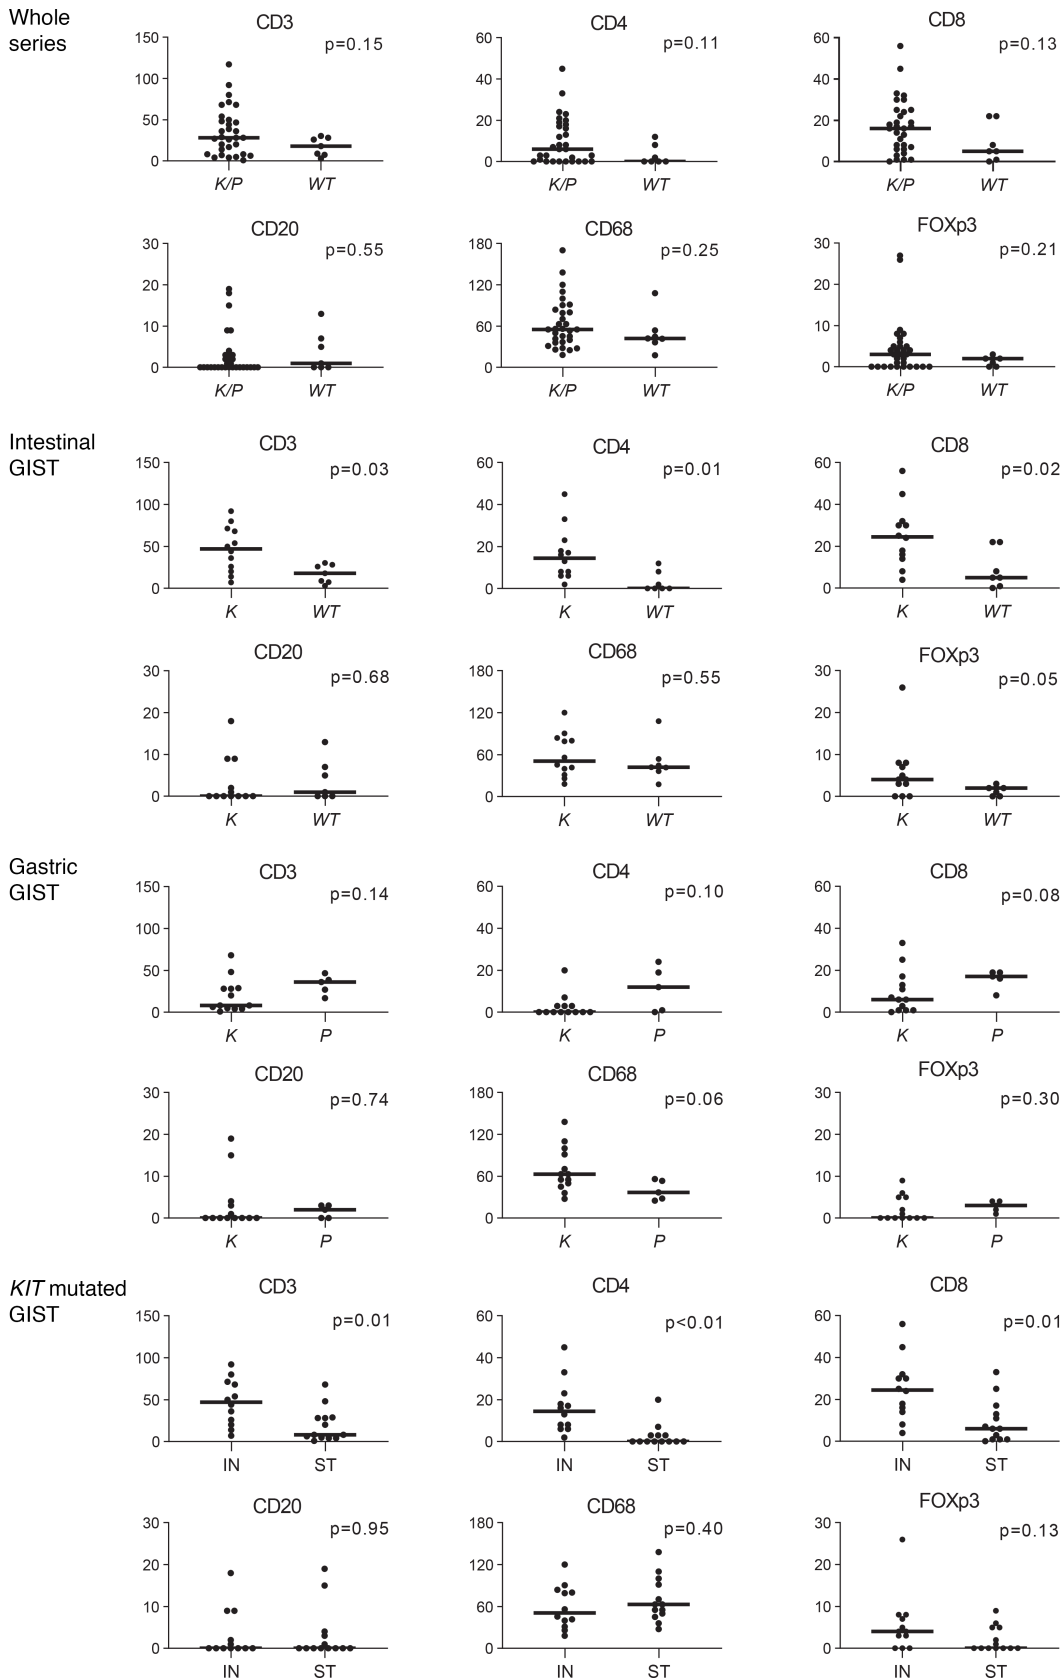 Whole
series
CD3
p=0.15
150
100
50
0
K/P WT
CD4
p=0.11
60
40
20
0
K/P WT
CD8
p=0.13
60
40
20
0
K/P WT
CD20
p=0.55
30
20
10
0
K/P WT
CD68
p=0.25
180
120
60
0
K/P WT
FOXp3
p=0.21
30
20
10
0
K/P WT
Intestinal
GIST
CD3
p=0.03
150
100
50
0
K WT
CD4
p=0.01
60
40
20
0
K WT
CD8
p=0.02
60
40
20
0
K WT
CD20
p=0.68
30
20
10
0
K WT
CD68
p=0.55
180
120
60
0
K WT
FOXp3
p=0.05
30
20
10
0
K WT
Gastric
GIST
CD3
p=0.14
150
100
50
0
K P
CD4
p=0.10
60
40
20
0
K P
CD8
p=0.08
60
40
20
0
K P
CD20
p=0.74
30
20
10
0
K P
CD68
p=0.06
180
120
60
0
K P
FOXp3
p=0.30
30
20
10
0
K P
KIT mutated
GIST
CD3
p=0.01
150
100
50
0
IN ST
CD4
p<0.01
60
40
20
0
IN ST
CD8
p=0.01
60
40
20
0
IN ST
CD20
p=0.95
30
20
10
0
IN ST
CD68
p=0.40
180
120
60
0
IN ST
FOXp3
p=0.13
30
20
10
0
IN ST